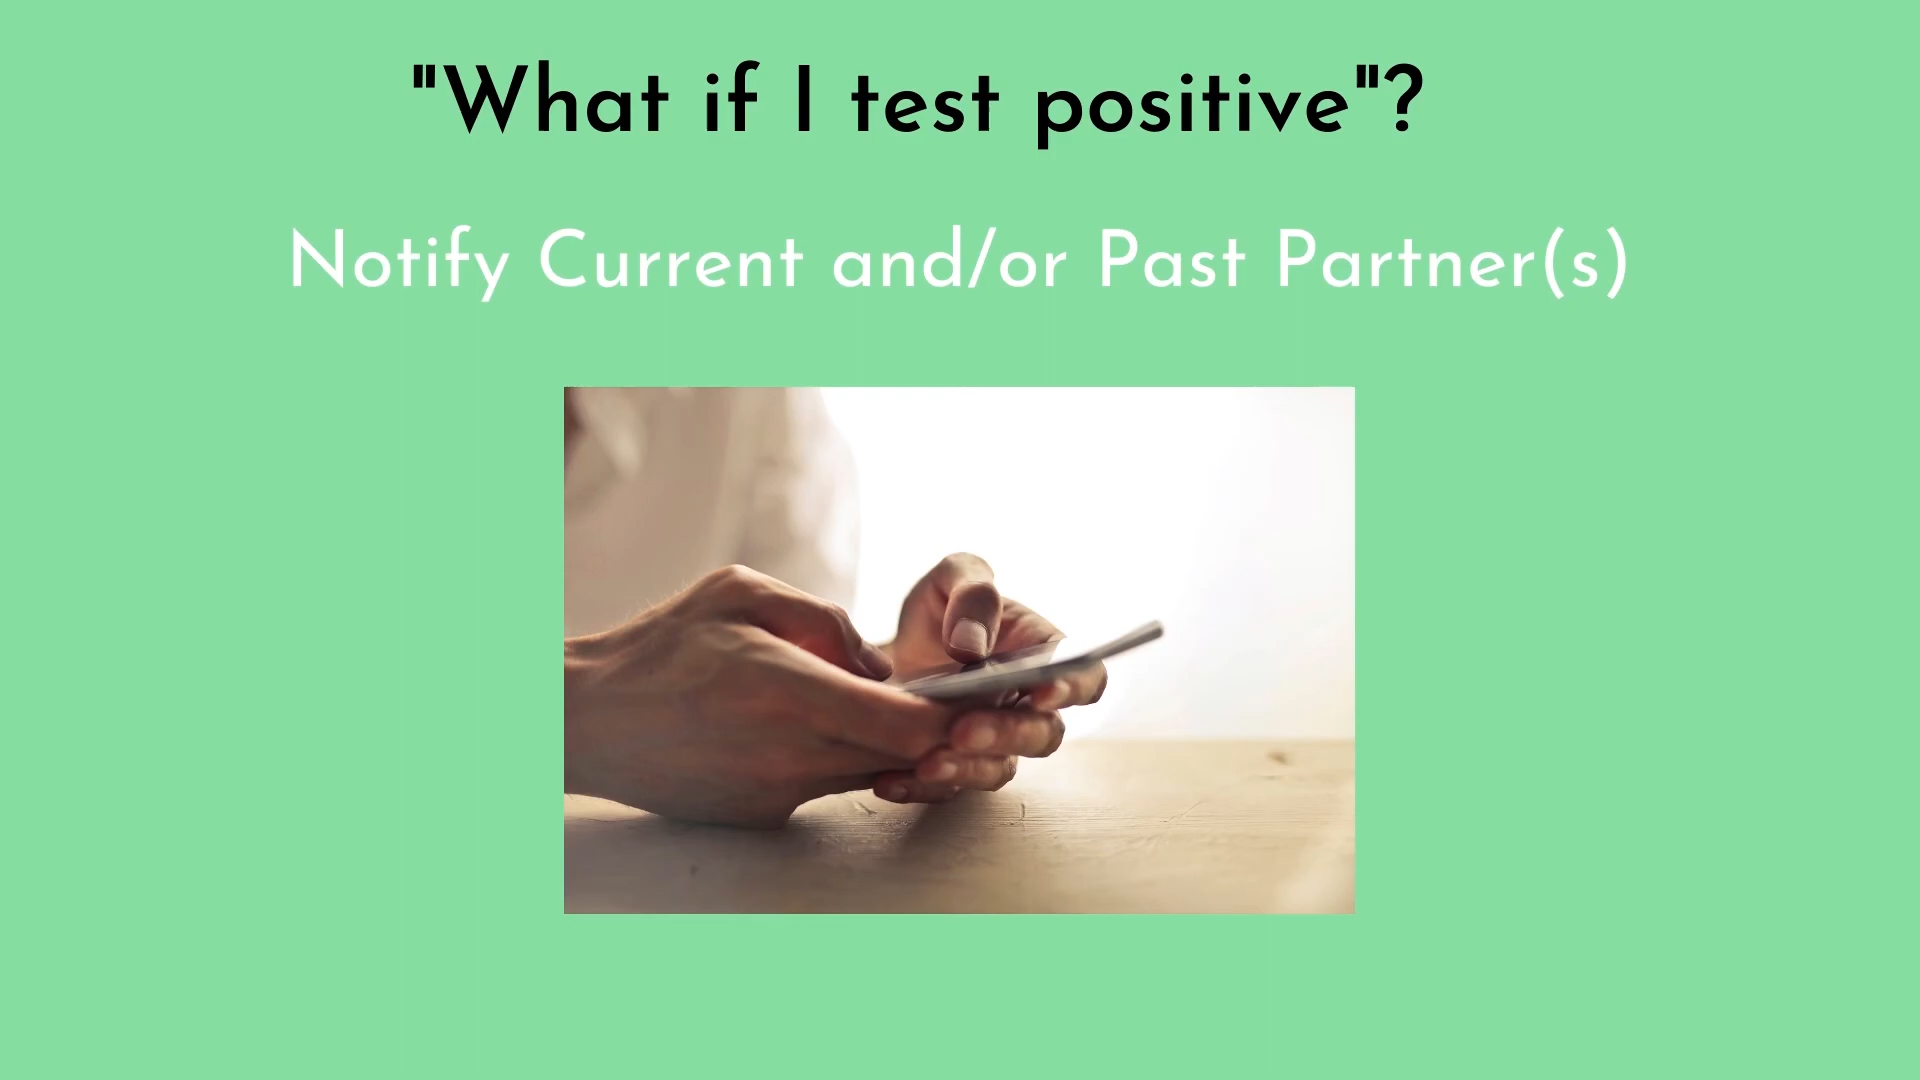 "What if I test positive"?
Notify Current and/or Past Partner(s)